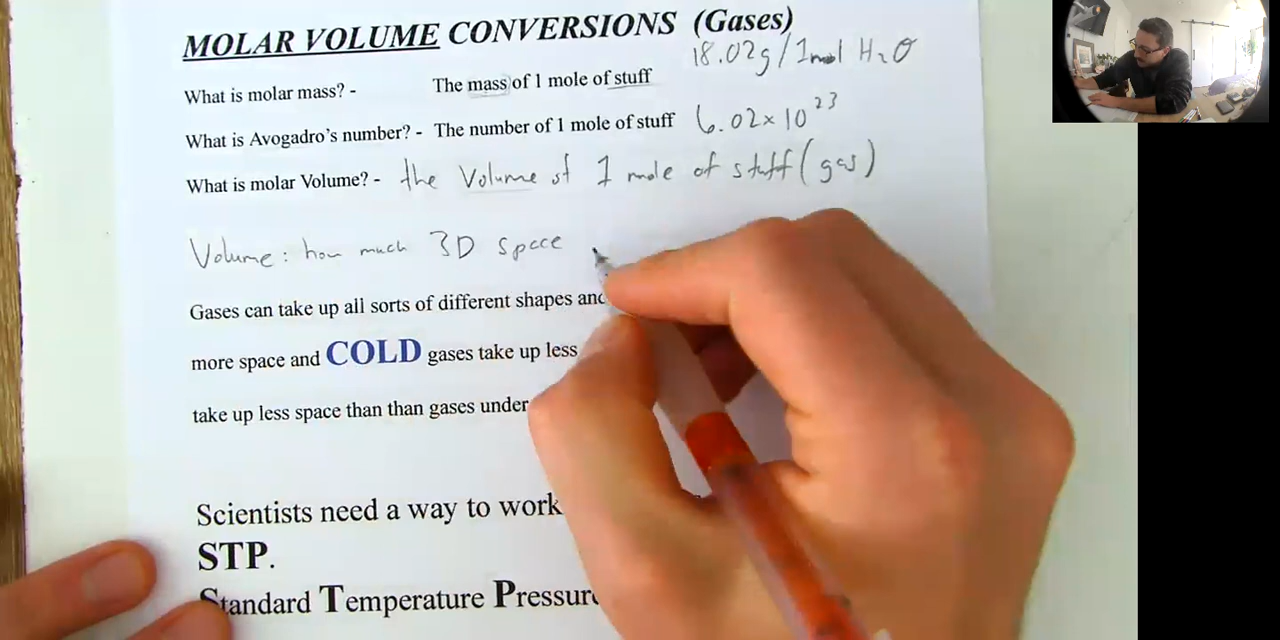 MOLAR VOLUME CONVERSIONS (Gases)
18.02g/1mol H2O
What is molar mass? - The mass of 1 mole of stuff
What is Avogadro's number? - The number of 1 mole of stuff 6.02×10^23
What is molar Volume? - the Volume of 1 mole of stuff (gas)
Volume: how much 3D space
Gases can take up all sorts of different shapes and
more space and COLD gases take up less
take up less space than than gases under
Scientists need a way to work
STP.
Standard Temperature Pressure